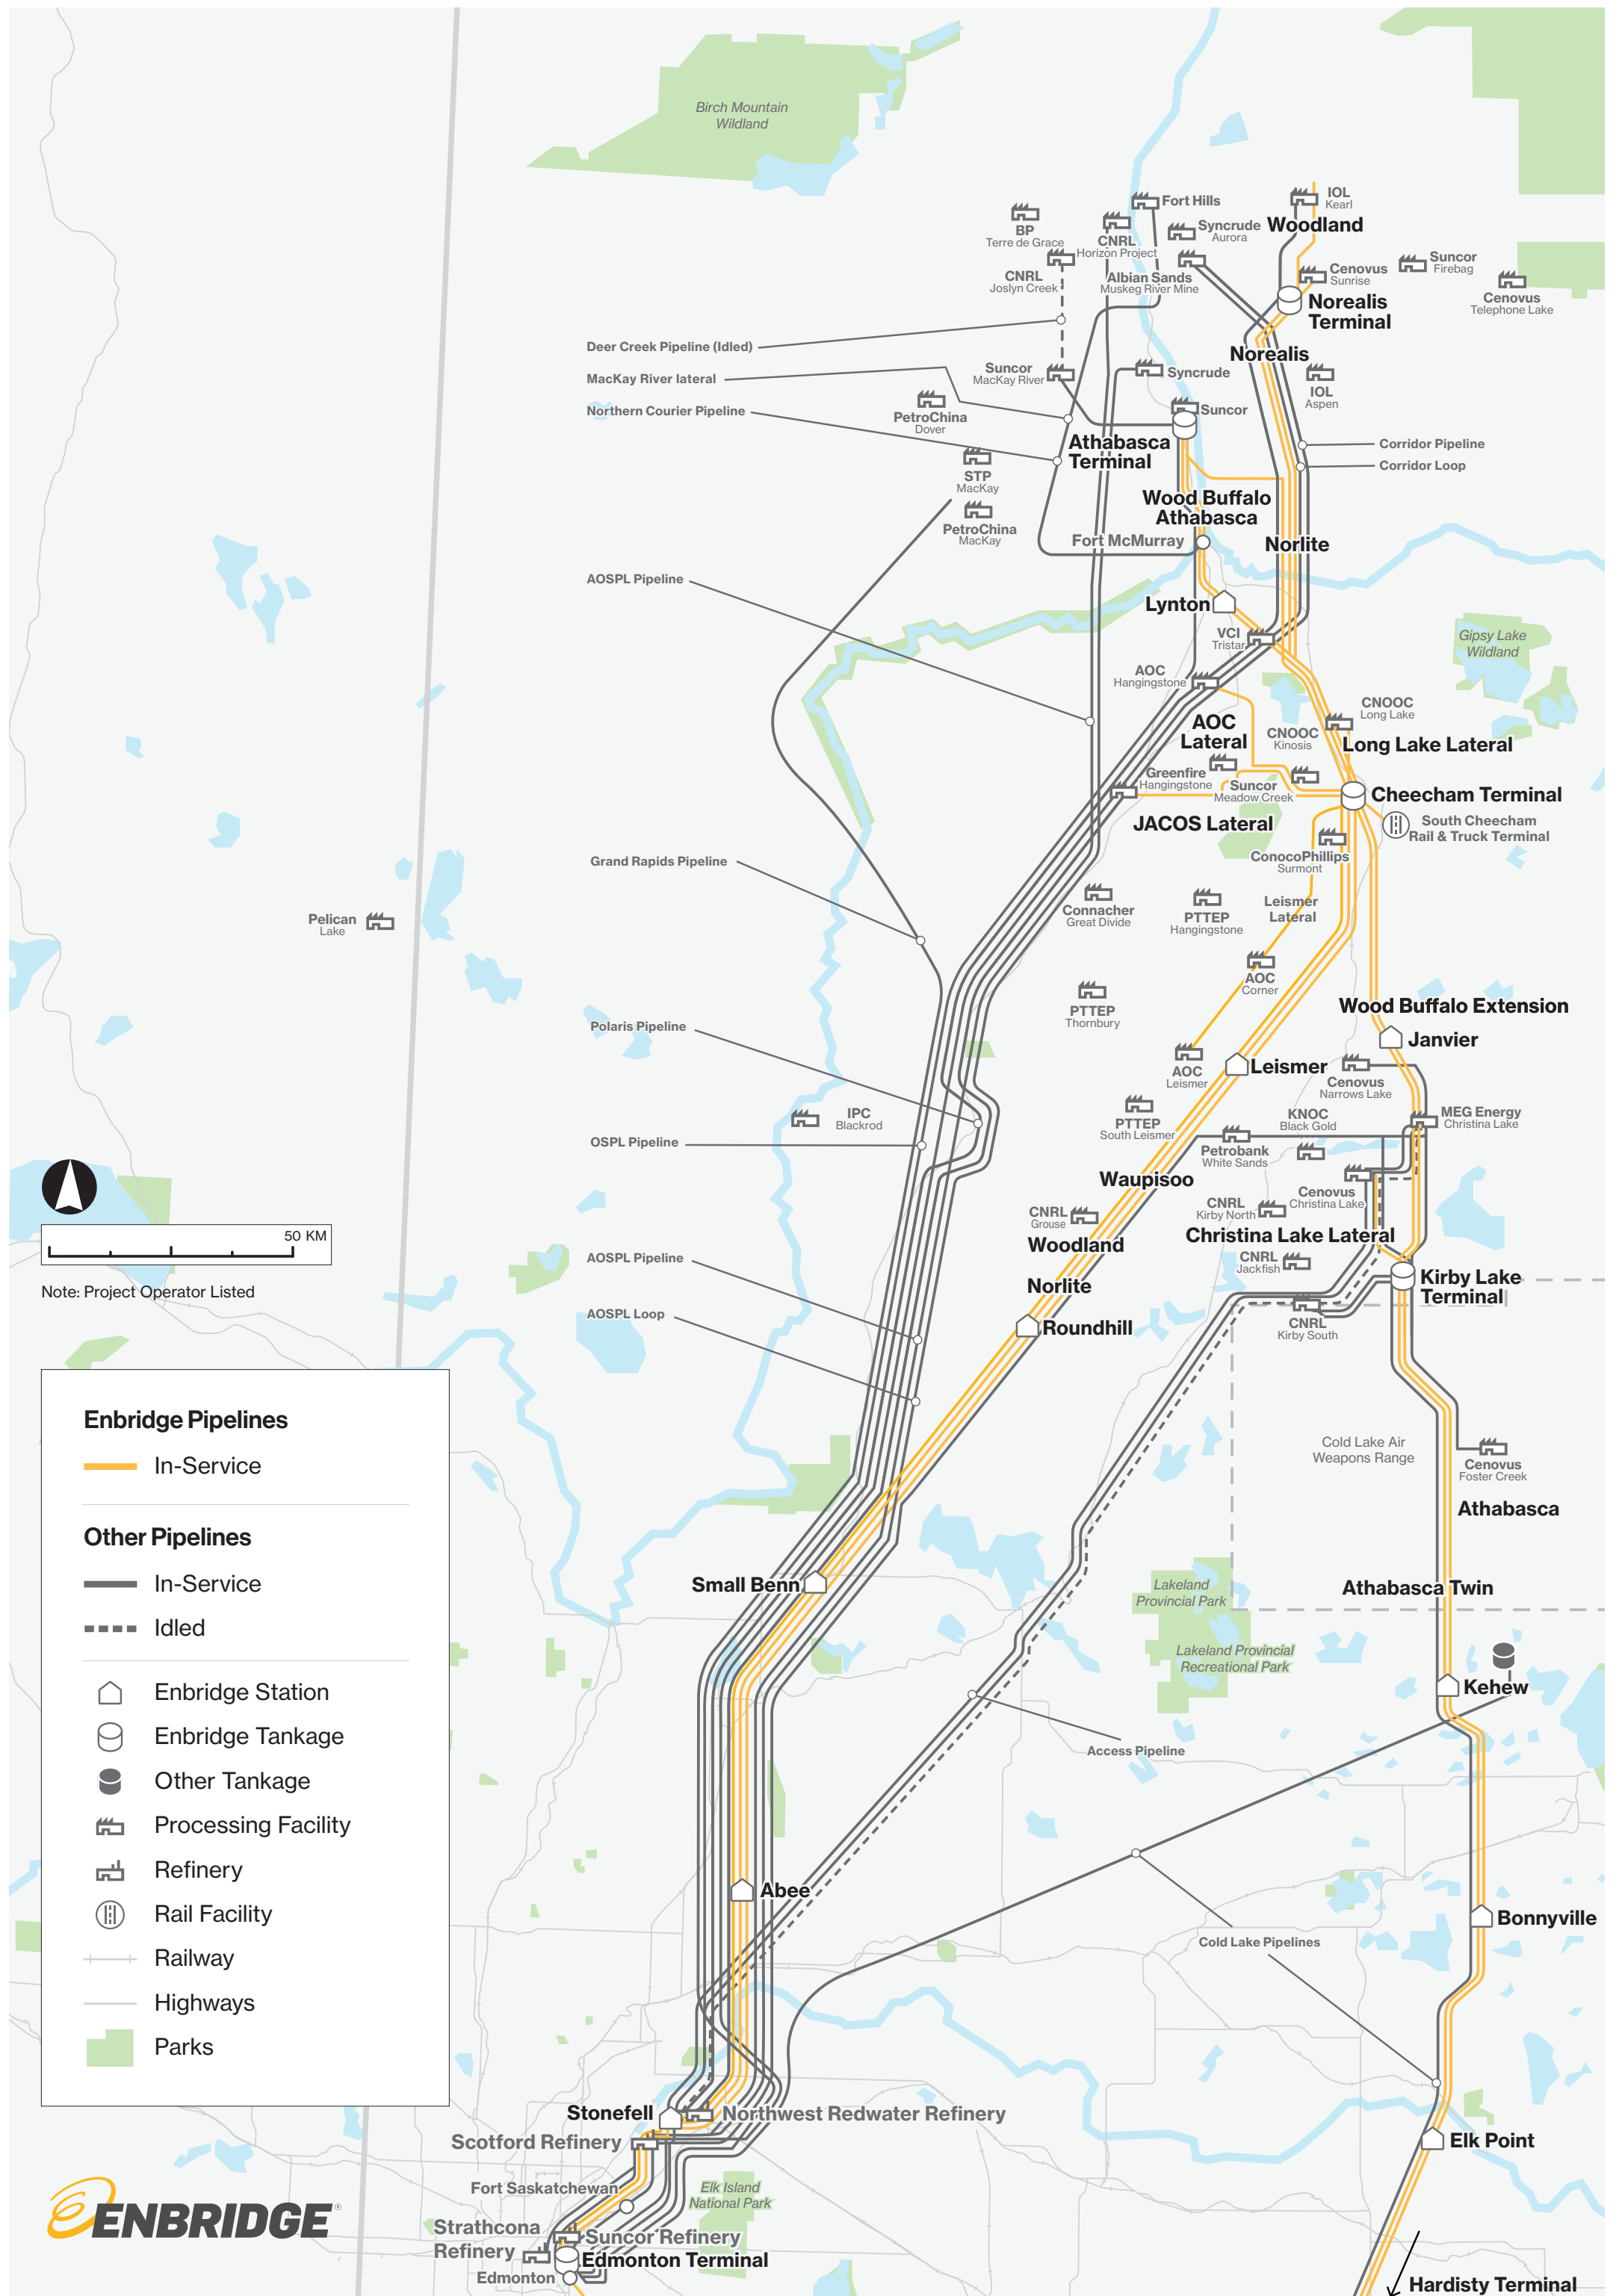 Birch Mountain
Wildland
IOL
Kearl
Woodland
Fort Hills
BP
Terre de Grace
CNRL
Horizon Project
Syncrude
Aurora
CNRL
Joslyn Creek
Albian Sands
Muskeg River Mine
Cenovus
Sunrise
Suncor
Firebag
Cenovus
Telephone Lake
Norealis
Terminal
Deer Creek Pipeline (Idled)
Norealis
MacKay River lateral
Suncor
MacKay River
Syncrude
IOL
Aspen
Northern Courier Pipeline
PetroChina
Dover
Suncor
Athabasca
Terminal
Corridor Pipeline
Corridor Loop
STP
MacKay
Wood Buffalo
Athabasca
PetroChina
MacKay
Fort McMurray
Norlite
AOSPL Pipeline
Lynton
VCI
Tristar
Gipsy Lake
Wildland
AOC
Hangingstone
CNOOC
Long Lake
AOC
Lateral
CNOOC
Kinosis
Long Lake Lateral
Greenfire
Hangingstone
Suncor
Meadow Creek
Cheecham Terminal
JACOS Lateral
South Cheecham
Rail & Truck Terminal
ConocoPhillips
Surmont
Grand Rapids Pipeline
Leismer
Lateral
Pelican
Lake
Connacher
Great Divide
PTTEP
Hangingstone
AOC
Corner
PTTEP
Thornbury
Wood Buffalo Extension
Polaris Pipeline
Janvier
Leismer
AOC
Leismer
Cenovus
Narrows Lake
IPC
Blackrod
PTTEP
South Leismer
KNOC
Black Gold
MEG Energy
Christina Lake
OSPL Pipeline
Petrobank
White Sands
Waupisoo
Cenovus
Christina Lake
CNRL
Kirby North
CNRL
Grouse
Christina Lake Lateral
50 KM
Woodland
AOSPL Pipeline
CNRL
Jackfish
Note: Project Operator Listed
Norlite
Kirby Lake
Terminal
AOSPL Loop
Roundhill
CNRL
Kirby South
Enbridge Pipelines
In-Service
Other Pipelines
In-Service
Idled
Enbridge Station
Enbridge Tankage
Other Tankage
Processing Facility
Refinery
Rail Facility
Railway
Highways
Parks
Cold Lake Air
Weapons Range
Cenovus
Foster Creek
Athabasca
Small Benn
Athabasca Twin
Lakeland
Provincial Park
Lakeland Provincial
Recreational Park
Kehew
Access Pipeline
Abee
Bonnyville
Cold Lake Pipelines
Stonefell
Northwest Redwater Refinery
Scotford Refinery
Elk Point
Fort Saskatchewan
Elk Island
National Park
Strathcona
Refinery
Suncor Refinery
Edmonton Terminal
Edmonton
Hardisty Terminal
ENBRIDGE®